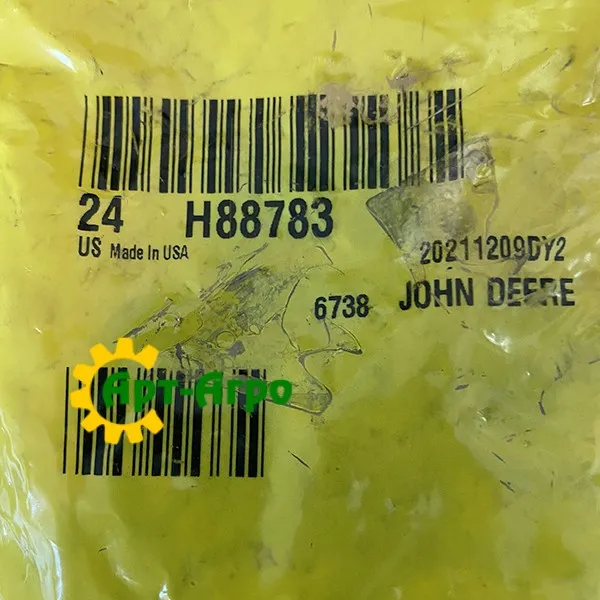 24 H88783
US Made In USA
20211209DY2
6738 JOHN DEERE
Арт-Агро